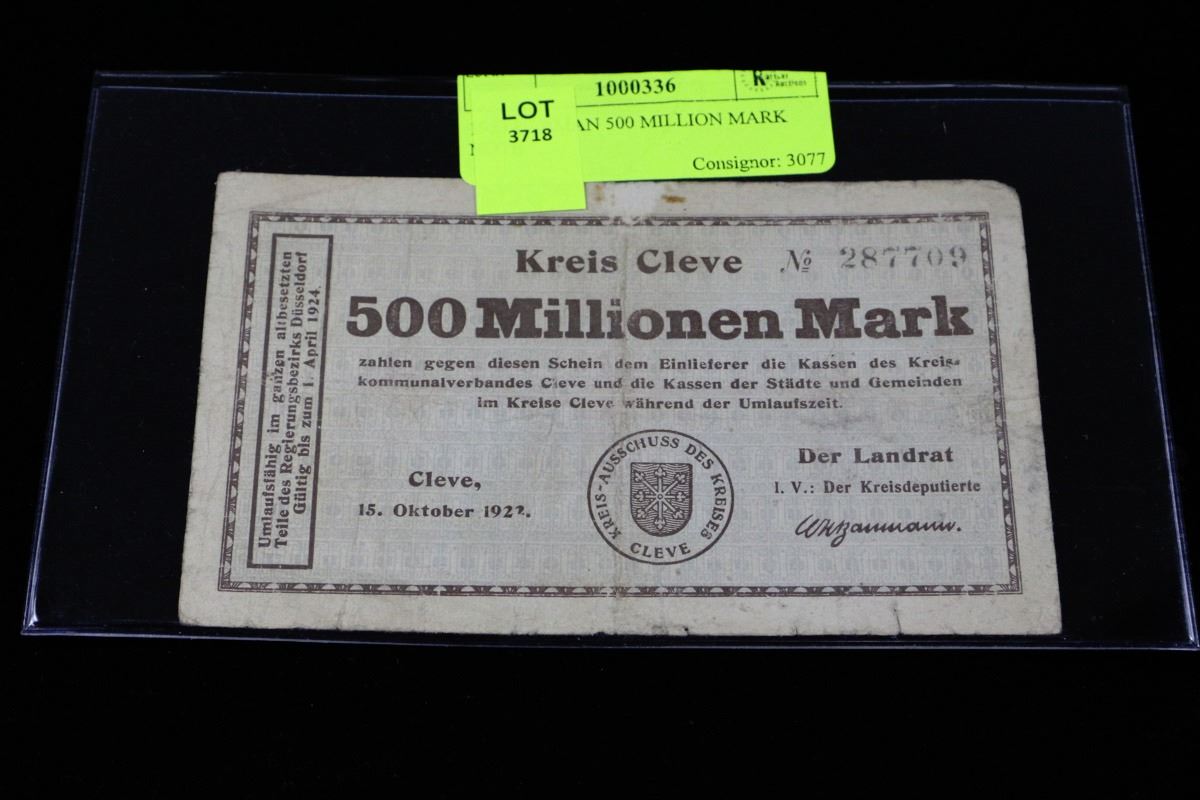 1000336
LOT
3718
AN 500 MILLION MARK
Consignor: 3077
Kreis Cleve № 287709
500 Millionen Mark
zahlen gegen diesen Schein dem Einlieferer die Kassen des Kreis-
kommunalverbandes Cleve und die Kassen der Städte und Gemeinden
im Kreise Cleve während der Umlaufszeit.
Umlaufsfähig im ganzen altbesetzten
Teile des Regierungsbezirks Düsseldorf
Gültig bis zum 1. April 1924.
Cleve,
15. Oktober 1922.
KREIS-AUSSCHUSS DES KREISES
CLEVE
Der Landrat
I. V.: Der Kreisdeputierte